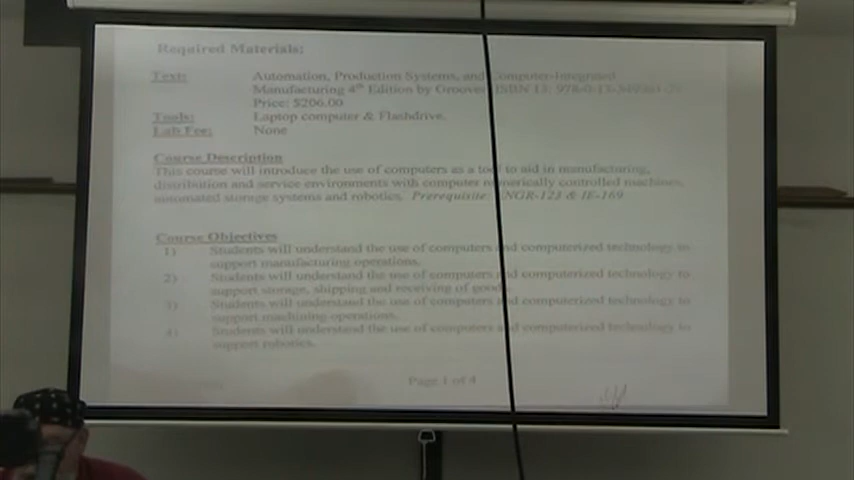 Required Materials:
Text: Automation, Production Systems, and Computer-Integrated
Manufacturing 4th Edition by Groover ISBN 13:
Price: $206.00
Tools: Laptop computer & Flashdrive.
Lab Fee: None
Course Description
This course will introduce the use of computers as a tool to aid in manufacturing,
distribution and service environments with computer numerically controlled machines,
automated storage systems and robotics. Prerequisite: ENGR-123 & IE-169
Course Objectives
1) Students will understand the use of computers and computerized technology to
support manufacturing operations.
2) Students will understand the use of computers and computerized technology to
support storage, shipping and receiving of goods.
3) Students will understand the use of computers and computerized technology to
support machining operations.
4) Students will understand the use of computers and computerized technology to
support robotics.
Page 1 of 4